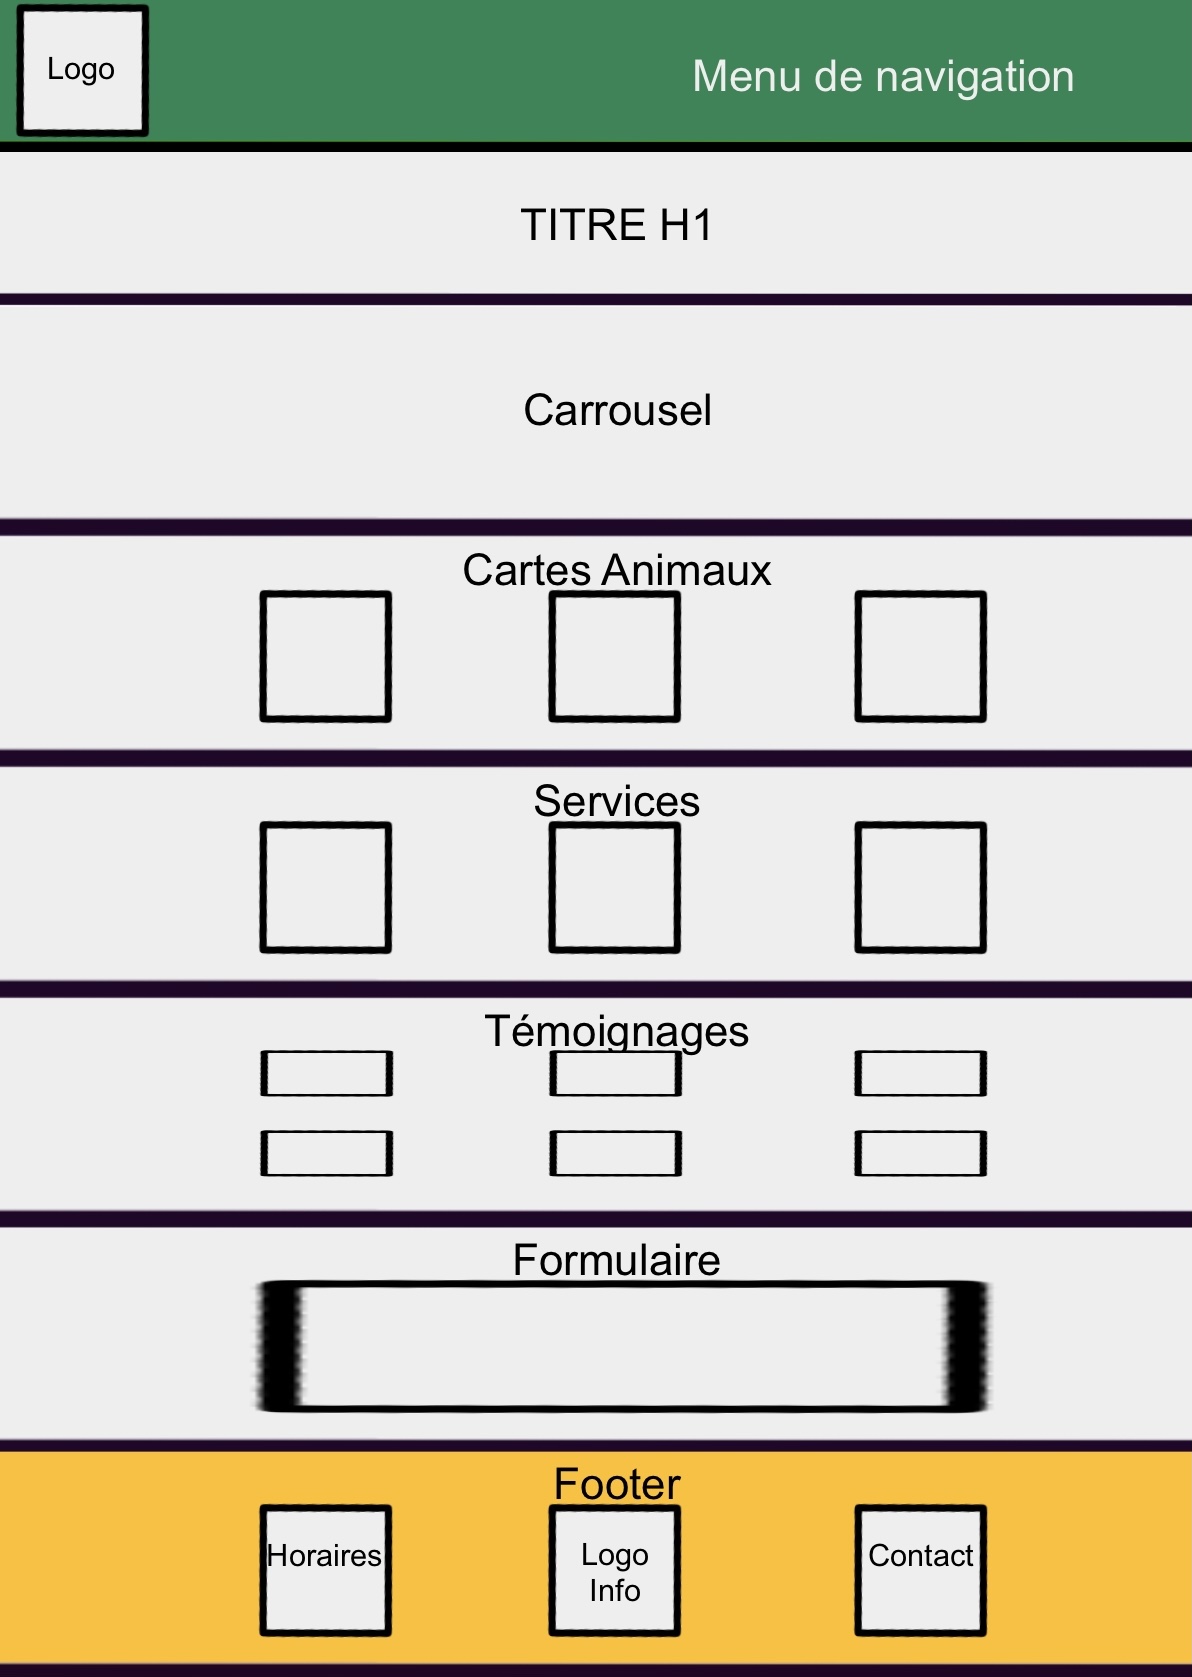 Logo
Menu de navigation
TITRE H1
Carrousel
Cartes Animaux
Services
Témoignages
Formulaire
Footer
Horaires
Logo
Info
Contact